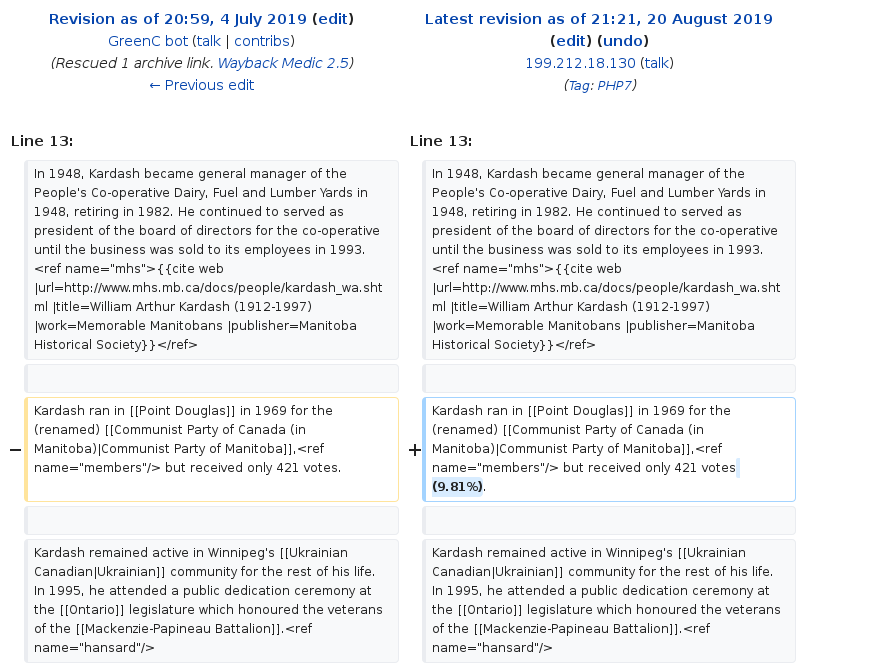 Revision as of 20:59, 4 July 2019 (edit)
GreenC bot (talk | contribs)
(Rescued 1 archive link. Wayback Medic 2.5)
← Previous edit
Latest revision as of 21:21, 20 August 2019
(edit) (undo)
199.212.18.130 (talk)
(Tag: PHP7)
Line 13:
Line 13:
In 1948, Kardash became general manager of the
People's Co-operative Dairy, Fuel and Lumber Yards in
1948, retiring in 1982. He continued to served as
president of the board of directors for the co-operative
until the business was sold to its employees in 1993.
<ref name="mhs">{{cite web
|url=http://www.mhs.mb.ca/docs/people/kardash_wa.sht
ml |title=William Arthur Kardash (1912-1997)
|work=Memorable Manitobans |publisher=Manitoba
Historical Society}}</ref>
In 1948, Kardash became general manager of the
People's Co-operative Dairy, Fuel and Lumber Yards in
1948, retiring in 1982. He continued to served as
president of the board of directors for the co-operative
until the business was sold to its employees in 1993.
<ref name="mhs">{{cite web
|url=http://www.mhs.mb.ca/docs/people/kardash_wa.sht
ml |title=William Arthur Kardash (1912-1997)
|work=Memorable Manitobans |publisher=Manitoba
Historical Society}}</ref>
−
Kardash ran in [[Point Douglas]] in 1969 for the
(renamed) [[Communist Party of Canada (in
Manitoba)|Communist Party of Manitoba]],<ref
name="members"/> but received only 421 votes.
+
Kardash ran in [[Point Douglas]] in 1969 for the
(renamed) [[Communist Party of Canada (in
Manitoba)|Communist Party of Manitoba]],<ref
name="members"/> but received only 421 votes
(9.81%).
Kardash remained active in Winnipeg's [[Ukrainian
Canadian|Ukrainian]] community for the rest of his life.
In 1995, he attended a public dedication ceremony at
the [[Ontario]] legislature which honoured the veterans
of the [[Mackenzie-Papineau Battalion]].<ref
name="hansard"/>
Kardash remained active in Winnipeg's [[Ukrainian
Canadian|Ukrainian]] community for the rest of his life.
In 1995, he attended a public dedication ceremony at
the [[Ontario]] legislature which honoured the veterans
of the [[Mackenzie-Papineau Battalion]].<ref
name="hansard"/>